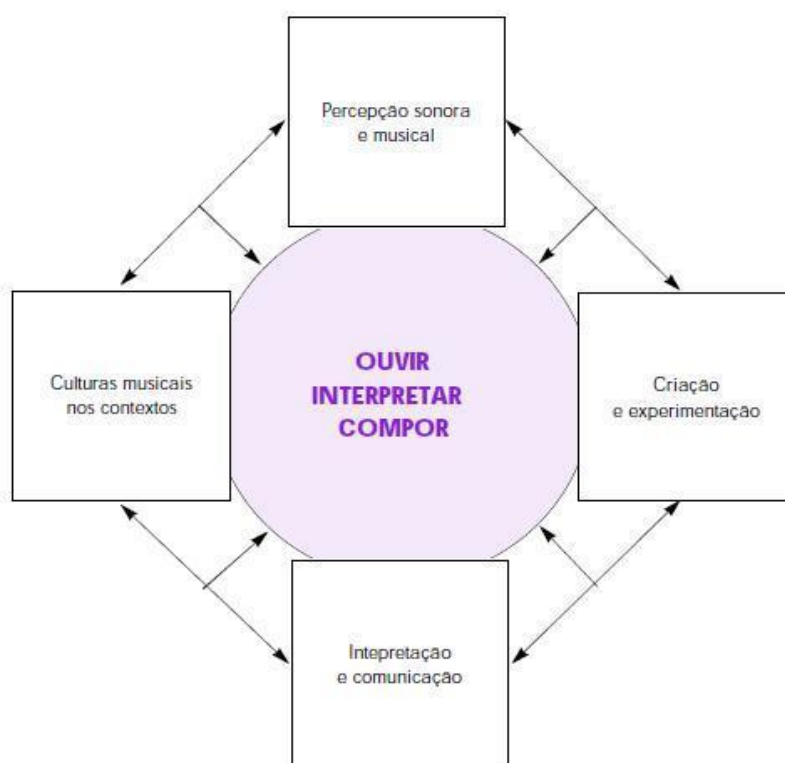 Percepção sonora
e musical
Culturas musicais
nos contextos
OUVIR
INTERPRETAR
COMPOR
Criação
e experimentação
Intepretação
e comunicação